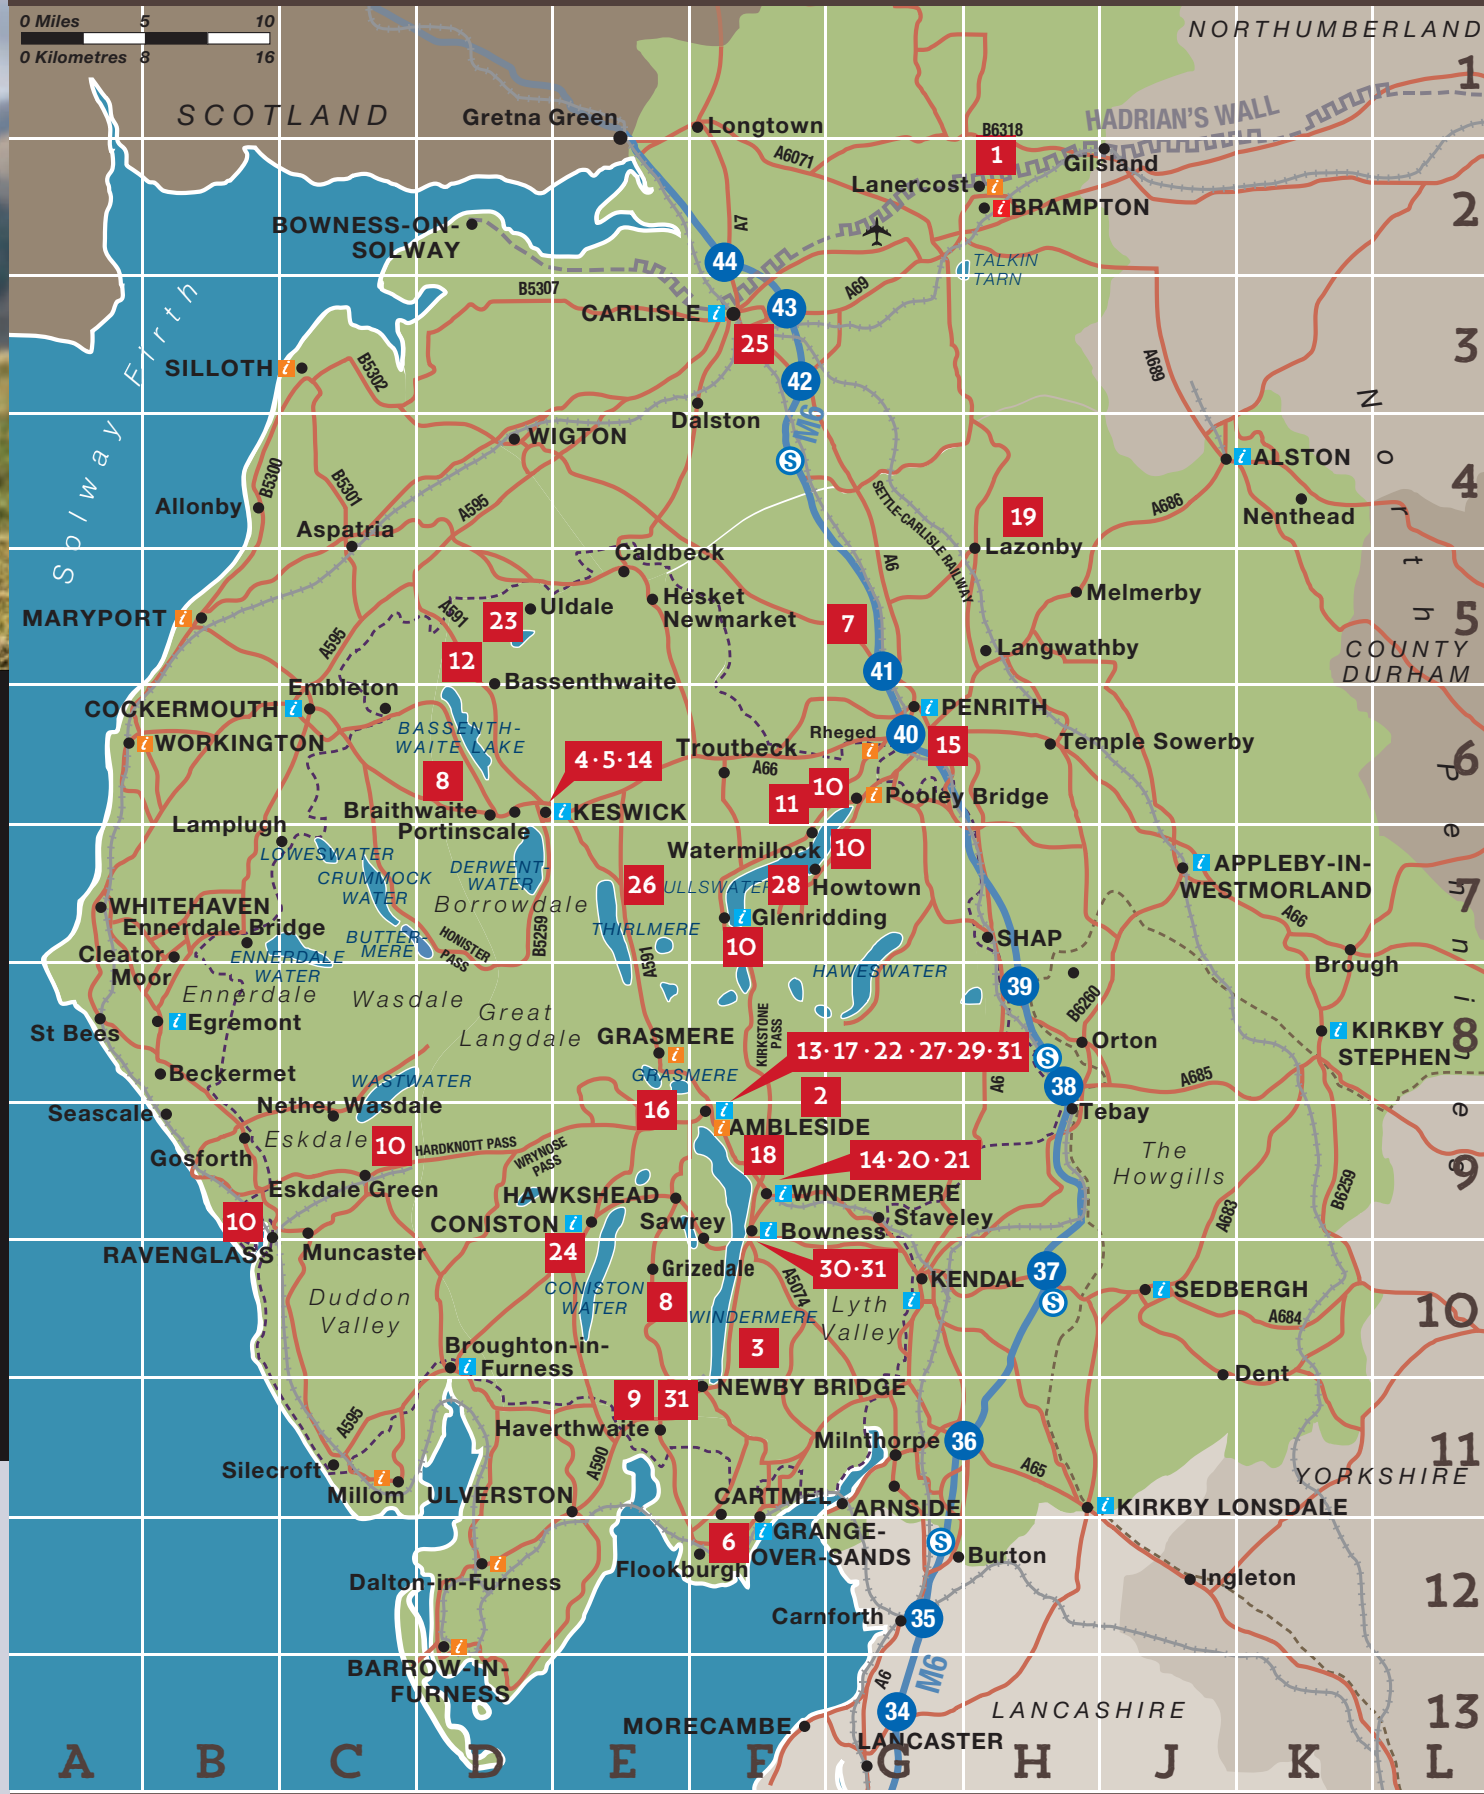 0 Miles 5 10
0 Kilometres 8 16
NORTHUMBERLAND
1
SCOTLAND
Gretna Green
Longtown
HADRIAN'S WALL
B6318
A6071
1
Gilsland
Lanercost
i
i BRAMPTON
2
BOWNESS-ON-
SOLWAY
A7
44
TALKIN
TARN
B5307
A69
CARLISLE i
43
25
3
Solway Firth
SILLOTH i
B5302
42
A689
M6
Dalston
WIGTON
S
i ALSTON
4
B5300
B5301
Allonby
A595
SETTLE-CARLISLE RAILWAY
19
A686
Nenthead
Aspatria
Lazonby
Caldbeck
A6
Melmerby
MARYPORT i
A591
23
Uldale
Hesket
Newmarket
7
5
A595
12
Langwathby
COUNTY
DURHAM
41
Bassenthwaite
Embleton
COCKERMOUTH i
i PENRITH
BASSENTH-
WAITE LAKE
i WORKINGTON
Rheged
i
40
15
Temple Sowerby
6
Troutbeck
4·5·14
A66
8
10
11
i Pooley Bridge
Braithwaite
i KESWICK
Portinscale
Lamplugh
LOWESWATER
Watermillock
10
i APPLEBY-IN-
WESTMORLAND
CRUMMOCK
WATER
DERWENT-
WATER
26
ULLSWATER
28
Howtown
7
Borrowdale
WHITEHAVEN
A66
Ennerdale Bridge
THIRLMERE
i Glenridding
BUTTER-
MERE
HONISTER
PASS
B5259
10
SHAP
Cleator
Moor
ENNERDALE
WATER
A591
Brough
HAWESWATER
39
Ennerdale
Wasdale
Great
Langdale
B6260
St Bees
i Egremont
GRASMERE
i
KIRKSTONE
PASS
13·17·22·27·29·31
Orton
i KIRKBY
STEPHEN
8
S
Beckermet
WASTWATER
GRASMERE
A6
38
A685
2
Seascale
Nether Wasdale
16
i
i AMBLESIDE
Tebay
Eskdale
10
HARDKNOTT PASS
WRYNOSE
PASS
18
14·20·21
The
Howgills
9
Gosforth
Eskdale Green
HAWKSHEAD
i WINDERMERE
A683
B6259
10
CONISTON i
Sawrey
i Bowness
Staveley
RAVENGLASS
Muncaster
24
Grizedale
30·31
KENDAL
37
Duddon
Valley
CONISTON
WATER
8
A5074
Lyth
Valley
i
S
i SEDBERGH
10
WINDERMERE
A684
3
Broughton-in-
i Furness
Dent
9
31
NEWBY BRIDGE
A595
Haverthwaite
Milnthorpe
36
11
Silecroft
A590
A65
YORKSHIRE
i
Millom
ULVERSTON
CARTMEL
ARNSIDE
i KIRKBY LONSDALE
6
i GRANGE-
OVER-SANDS
S
Burton
Flookburgh
i
Dalton-in-Furness
Ingleton
12
Carnforth
35
i
BARROW-IN-
FURNESS
A6
M6
34
LANCASHIRE
13
MORECAMBE
LANCASTER
North Pennines
A B C D E F G H J K L